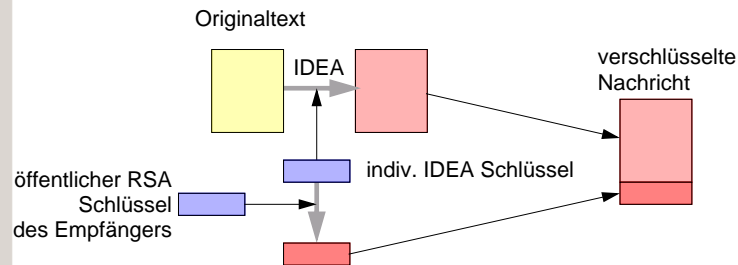 Originaltext
IDEA
verschlüsselte
Nachricht
indiv. IDEA Schlüssel
öffentlicher RSA
Schlüssel
des Empfängers